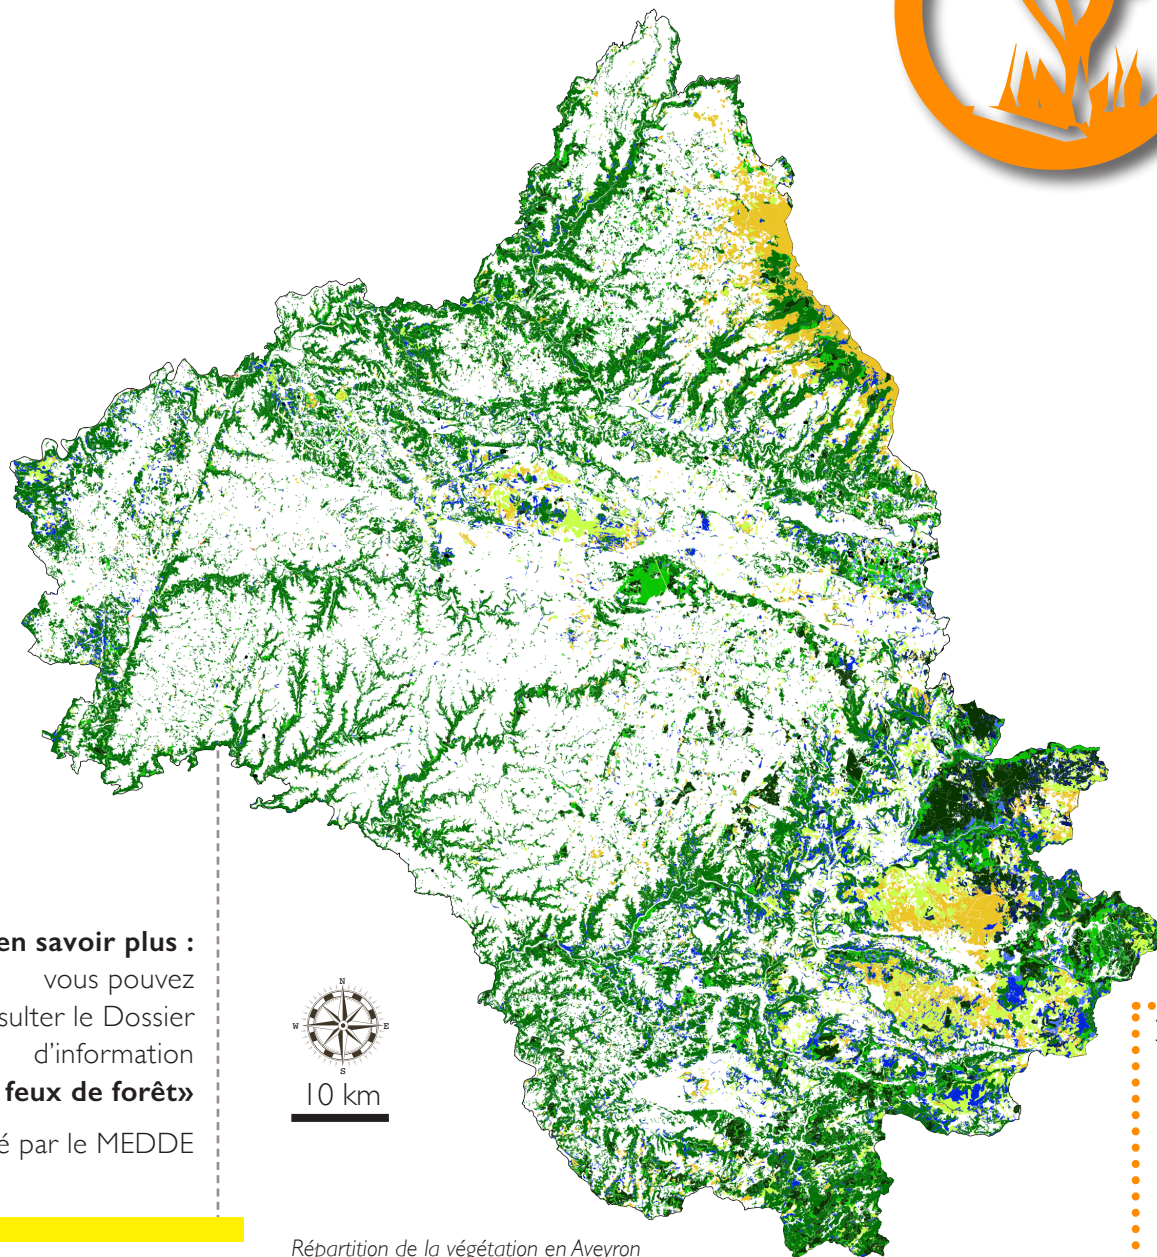 en savoir plus :
vous pouvez
sulter le Dossier
d'information
feux de forêt»
é par le MEDDE
N
W E
S
10 km
Répartition de la végétation en Aveyron